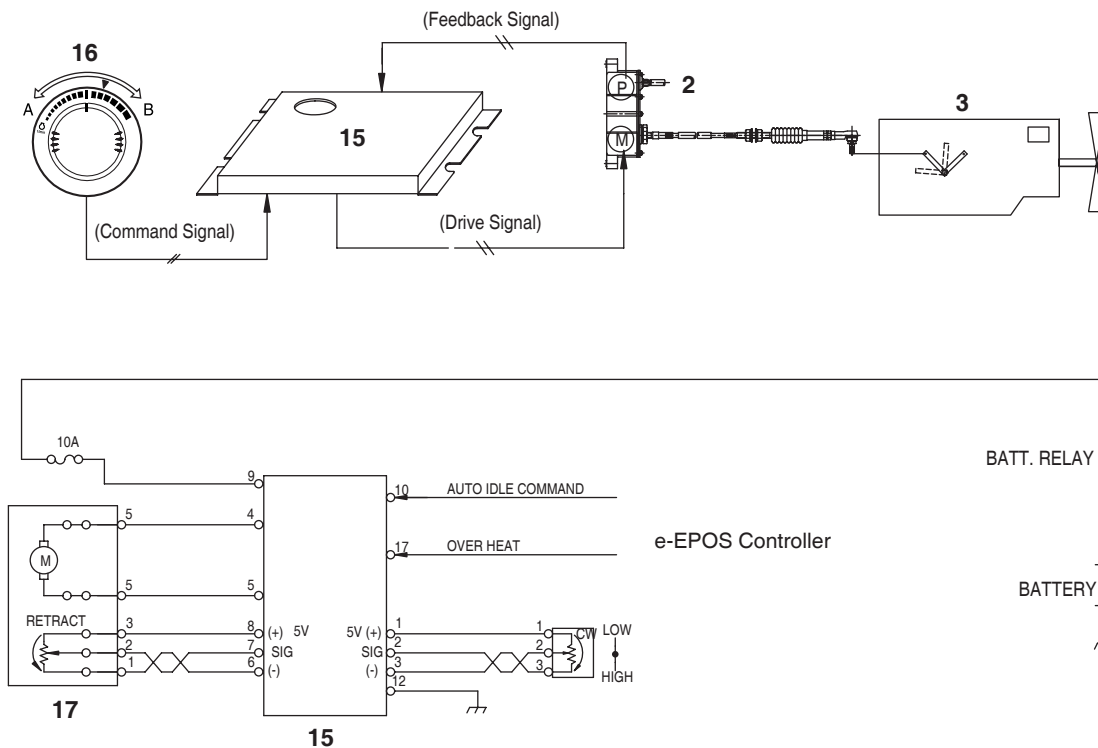 (Feedback Signal)
16
2
A
B
P
15
3
M
(Command Signal)
(Drive Signal)
10A
BATT. RELAY
9
10
AUTO IDLE COMMAND
5
4
M
17
OVER HEAT
e-EPOS Controller
5
5
BATTERY
RETRACT
3
8
(+) 5V
5V (+)
1
1
CW
LOW
2
7
SIG
SIG
2
2
1
6
(-)
(-)
3
3
HIGH
12
17
15